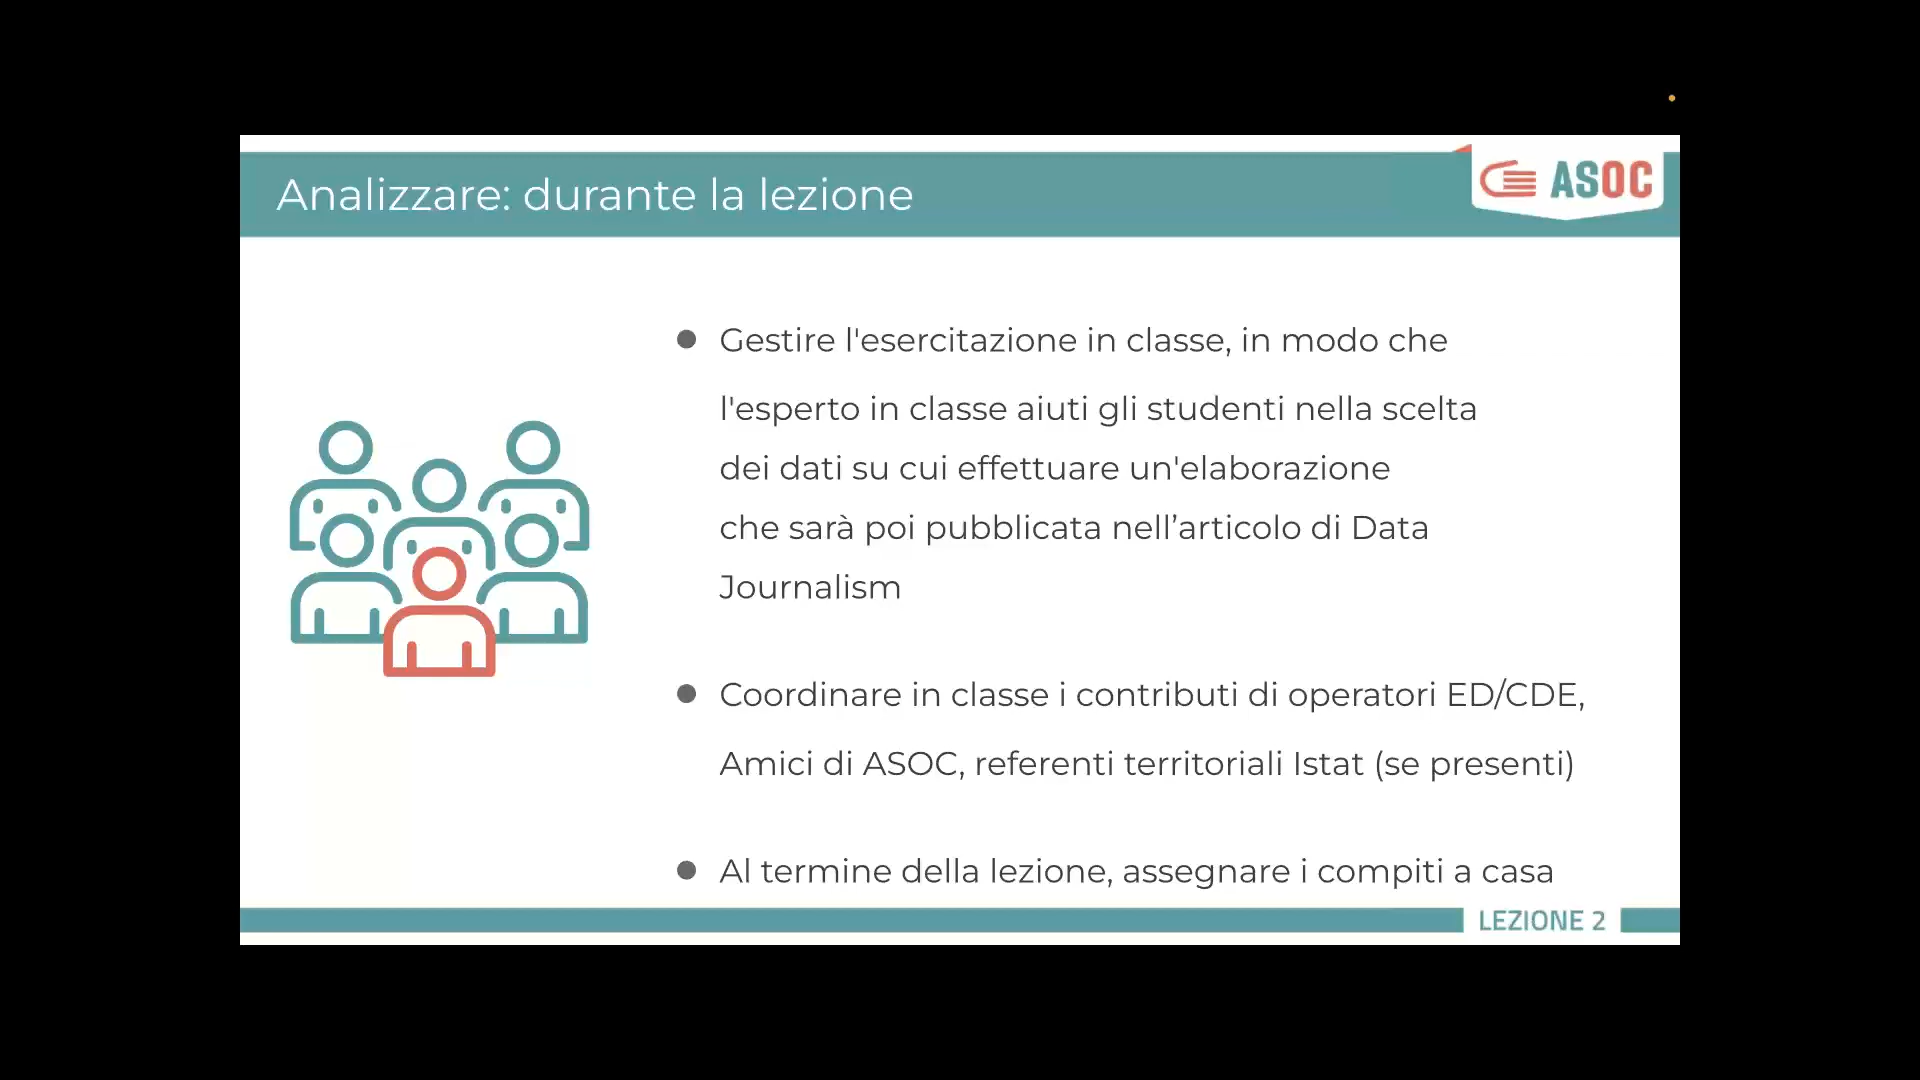 Analizzare: durante la lezione
ASOC
● Gestire l'esercitazione in classe, in modo che
l'esperto in classe aiuti gli studenti nella scelta
dei dati su cui effettuare un'elaborazione
che sarà poi pubblicata nell’articolo di Data
Journalism
● Coordinare in classe i contributi di operatori ED/CDE,
Amici di ASOC, referenti territoriali Istat (se presenti)
● Al termine della lezione, assegnare i compiti a casa
LEZIONE 2